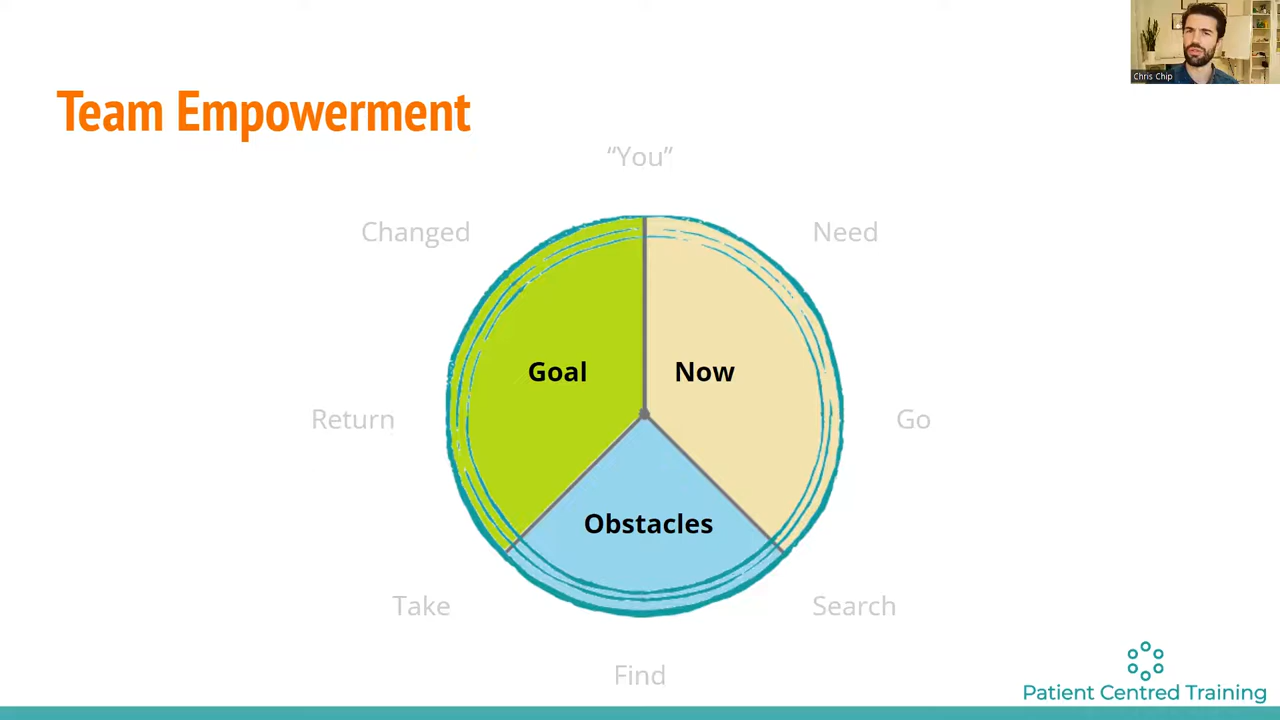 Chris Chip
Team Empowerment
“You”
Changed
Need
Goal
Now
Return
Go
Obstacles
Take
Search
Find
Patient Centred Training